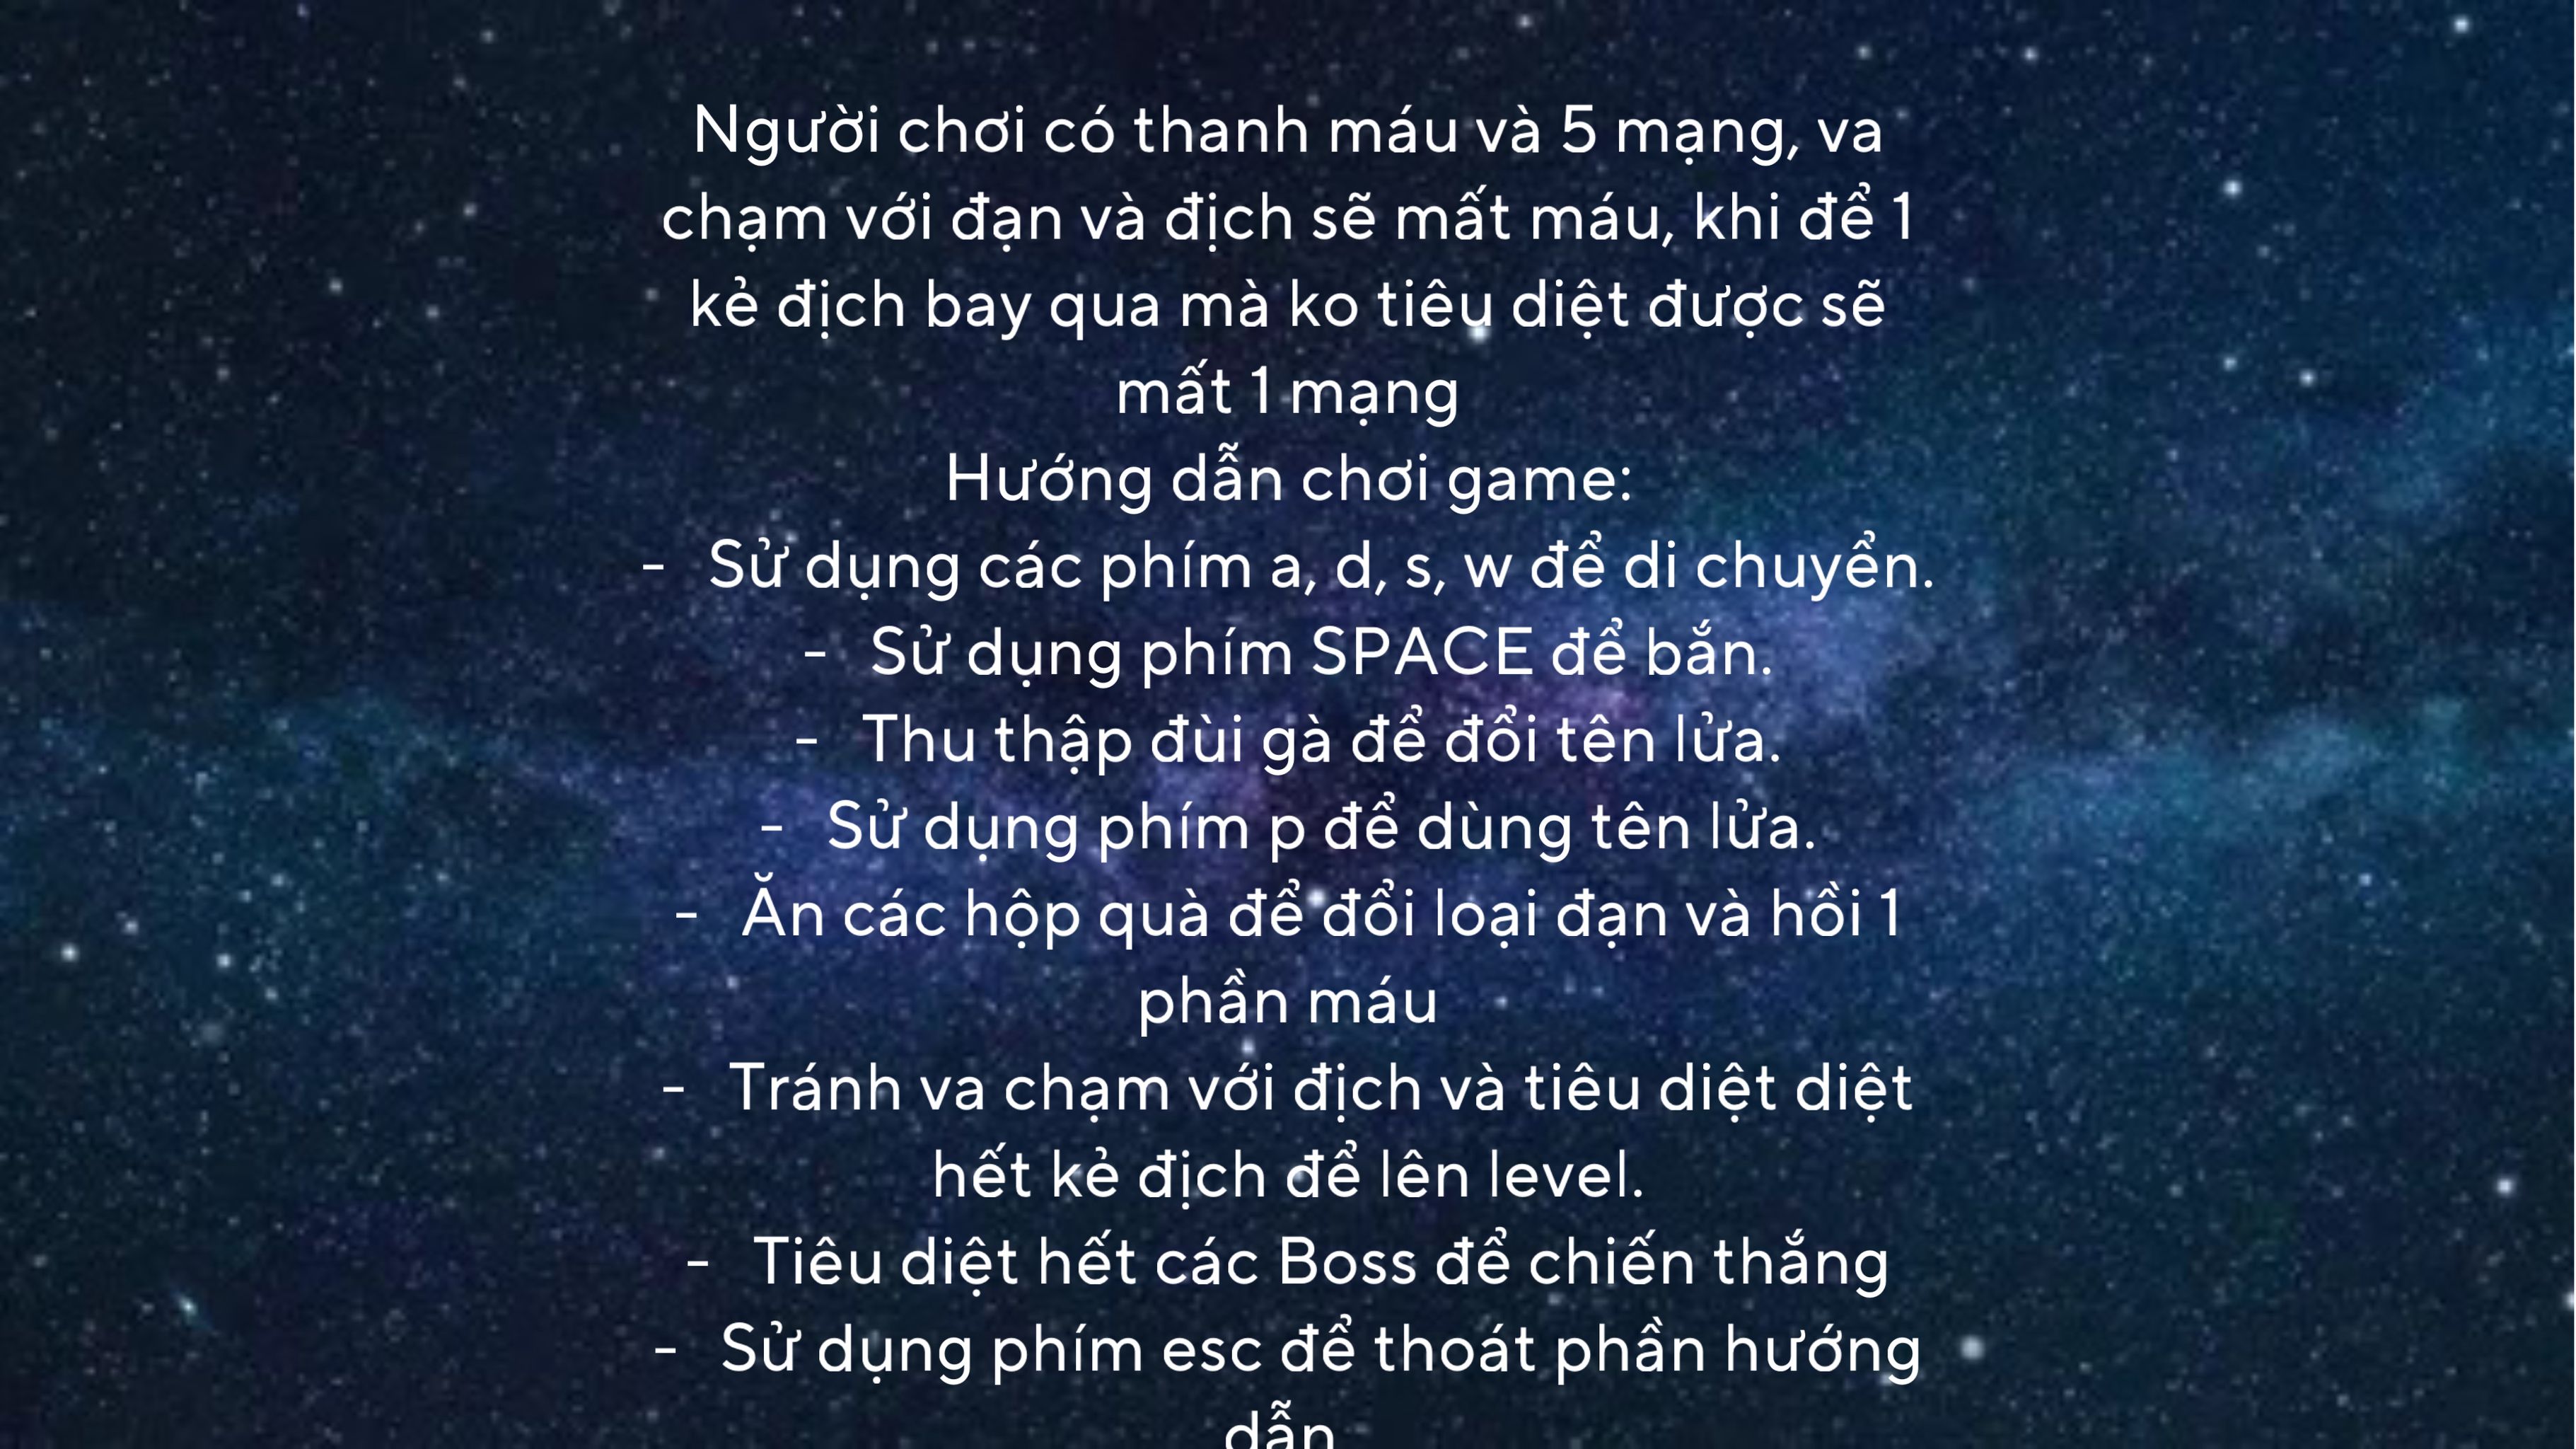 Người chơi có thanh máu và 5 mạng, va
chạm với đạn và địch sẽ mất máu, khi để 1
kẻ địch bay qua mà ko tiêu diệt được sẽ
mất 1 mạng
Hướng dẫn chơi game:
- Sử dụng các phím a, d, s, w để di chuyển.
- Sử dụng phím SPACE để bắn.
- Thu thập đùi gà để đổi tên lửa.
- Sử dụng phím p để dùng tên lửa.
- Ăn các hộp quà để đổi loại đạn và hồi 1
phần máu
- Tránh va chạm với địch và tiêu diệt diệt
hết kẻ địch để lên level.
- Tiêu diệt hết các Boss để chiến thắng
- Sử dụng phím esc để thoát phần hướng
dẫn